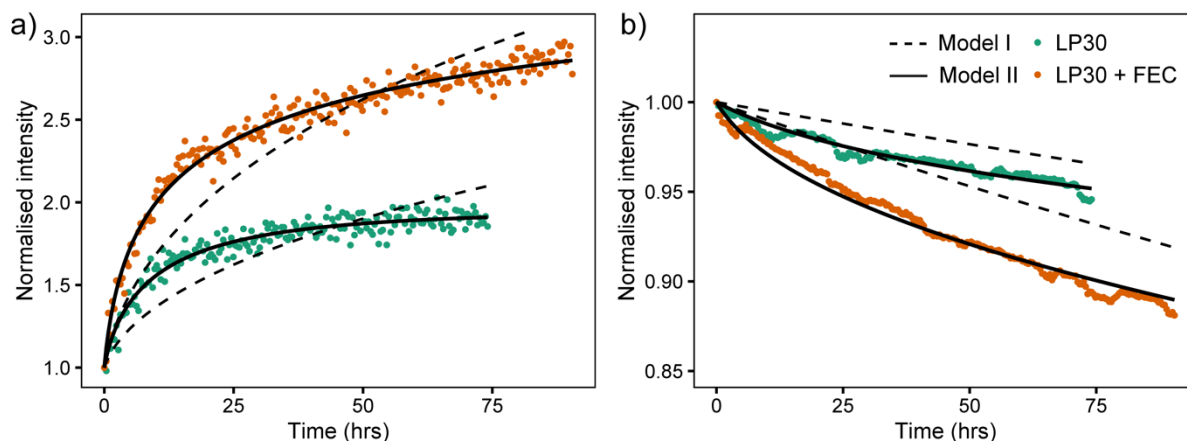 a)
3.0
2.5
2.0
1.5
1.0
Normalised intensity
0
25
50
75
Time (hrs)
b)
Model I
LP30
Model II
LP30 + FEC
1.00
0.95
0.90
0.85
Normalised intensity
0
25
50
75
Time (hrs)